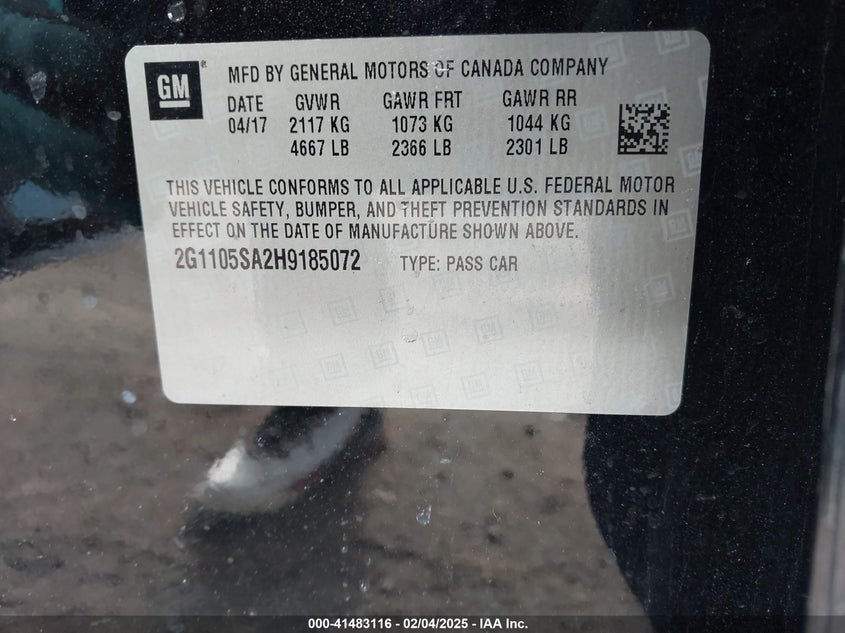 GM ® MFD BY GENERAL MOTORS OF CANADA COMPANY
DATE GVWR GAWR FRT GAWR RR
04/17 2117 KG 1073 KG 1044 KG
4667 LB 2366 LB 2301 LB
THIS VEHICLE CONFORMS TO ALL APPLICABLE U.S. FEDERAL MOTOR
VEHICLE SAFETY, BUMPER, AND THEFT PREVENTION STANDARDS IN
EFFECT ON THE DATE OF MANUFACTURE SHOWN ABOVE.
2G1105SA2H9185072 TYPE: PASS CAR
000-41483116 - 02/04/2025 - IAA Inc.